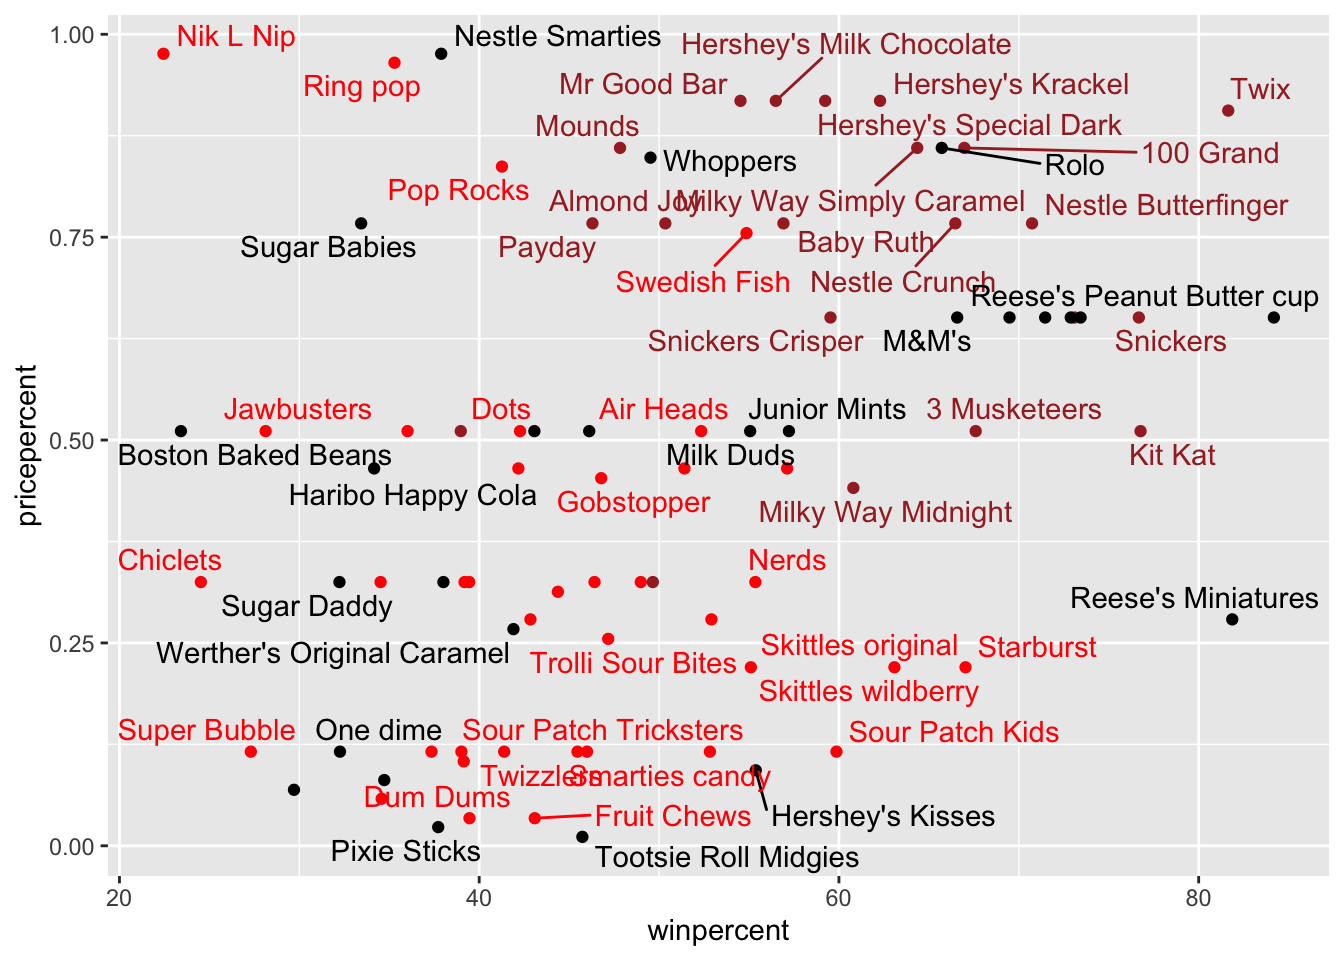 1.00
Nik L Nip
Nestle Smarties
Hershey's Milk Chocolate
Ring pop
Mr Good Bar
Hershey's Krackel
Twix
Mounds
Hershey's Special Dark
Whoppers
100 Grand
Rolo
Pop Rocks
Almond Joy
Milky Way Simply Caramel
Nestle Butterfinger
0.75
Sugar Babies
Payday
Baby Ruth
Swedish Fish
Nestle Crunch
Reese's Peanut Butter cup
Snickers Crisper
M&M's
Snickers
Jawbusters
Dots
Air Heads
Junior Mints
3 Musketeers
0.50
Boston Baked Beans
Milk Duds
Kit Kat
Haribo Happy Cola
Gobstopper
Milky Way Midnight
Chiclets
Nerds
Sugar Daddy
Reese's Miniatures
0.25
Werther's Original Caramel
Trolli Sour Bites
Skittles original
Starburst
Skittles wildberry
Super Bubble
One dime
Sour Patch Tricksters
Sour Patch Kids
Twizzlers
Smarties candy
Dum Dums
Fruit Chews
Hershey's Kisses
0.00
Pixie Sticks
Tootsie Roll Midgies
20
40
60
80
winpercent
pricepercent